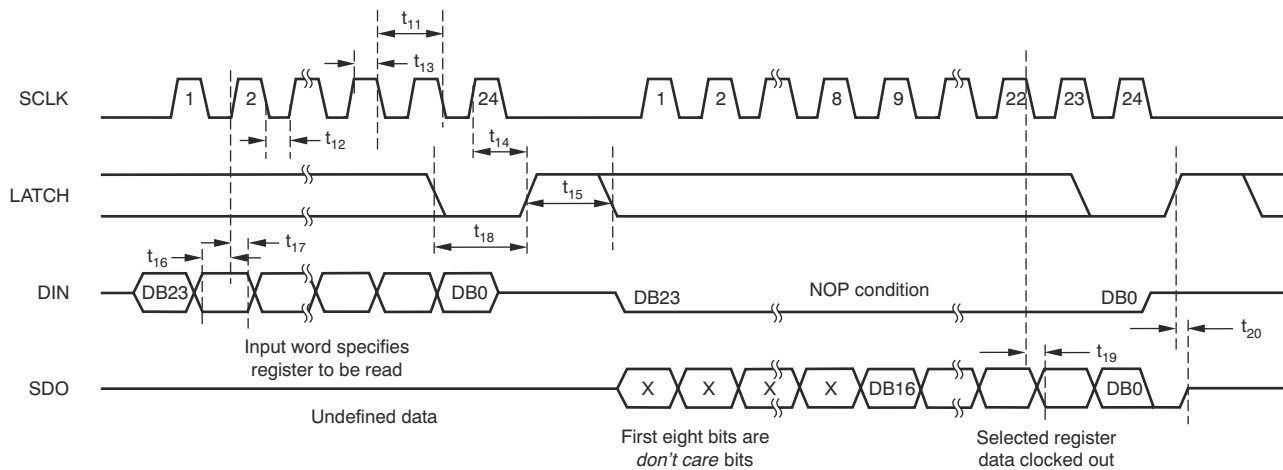 t11
t13
SCLK
1
2
24
1
2
8
9
22
23
24
t12
t14
LATCH
t15
t18
t16
t17
DIN
DB23
DB0
DB23
NOP condition
DB0
t20
Input word specifies
register to be read
t19
SDO
X
X
X
X
DB16
DB0
Undefined data
First eight bits are
don't care bits
Selected register
data clocked out